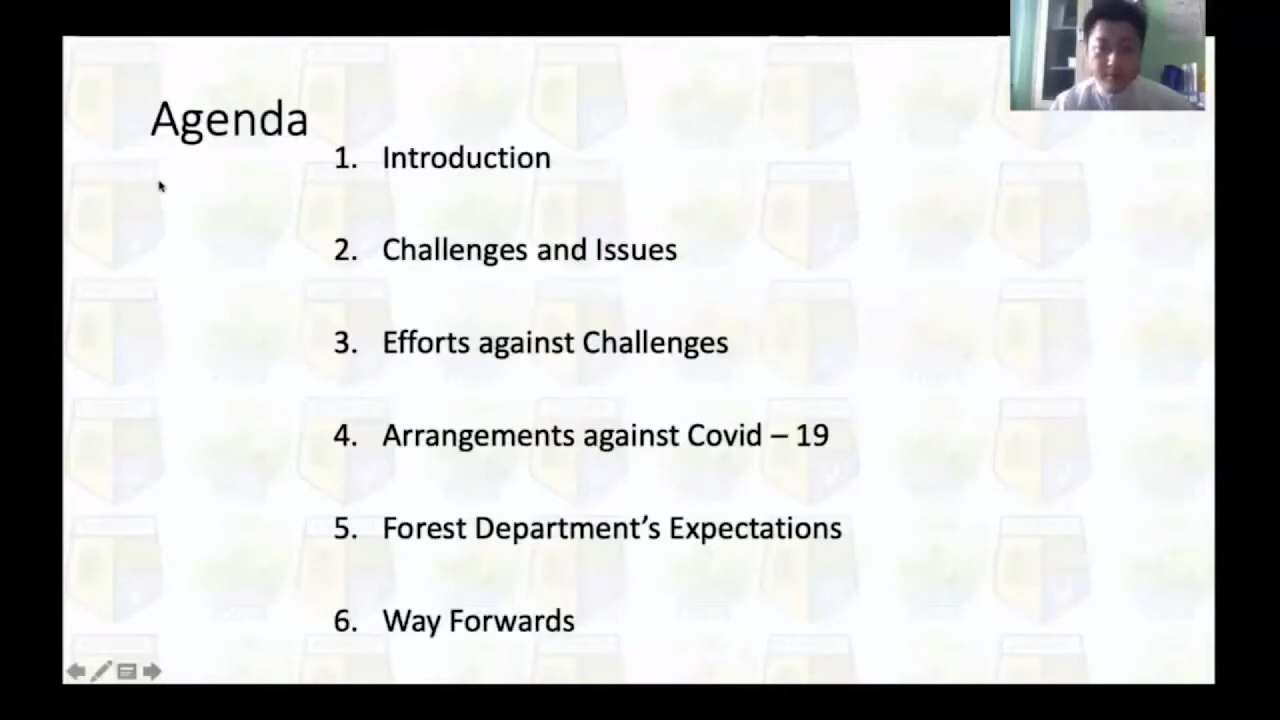 Agenda
1. Introduction
2. Challenges and Issues
3. Efforts against Challenges
4. Arrangements against Covid – 19
5. Forest Department’s Expectations
6. Way Forwards